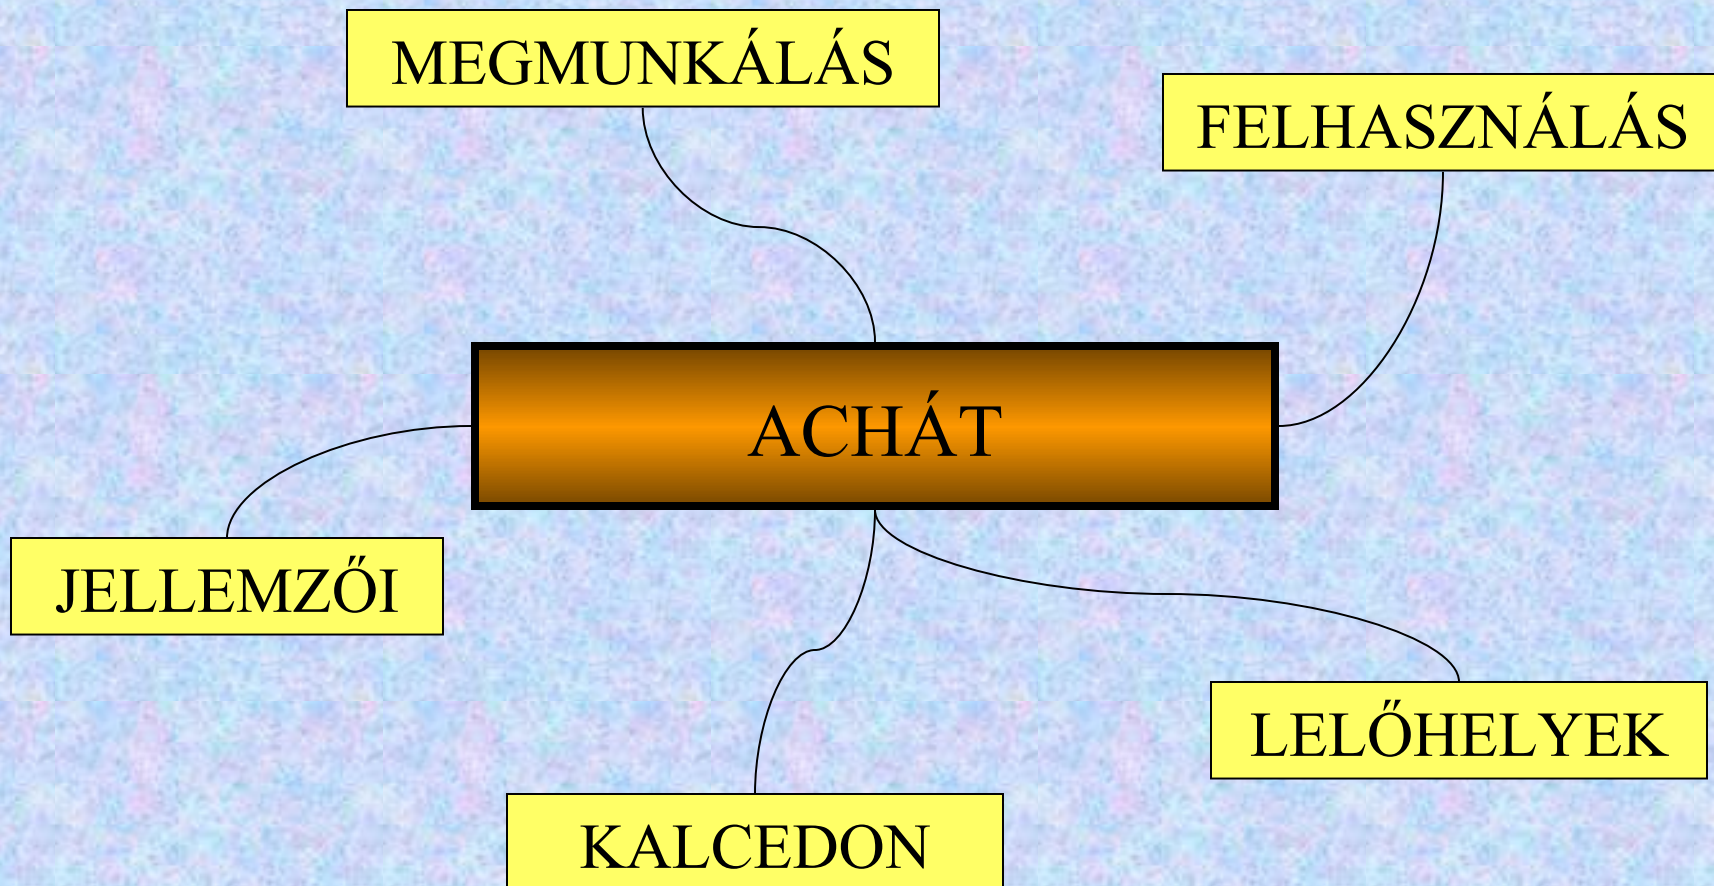 MEGMUNKÁLÁS
FELHASZNÁLÁS
ACHÁT
JELLEMZŐI
LELŐHELYEK
KALCEDON